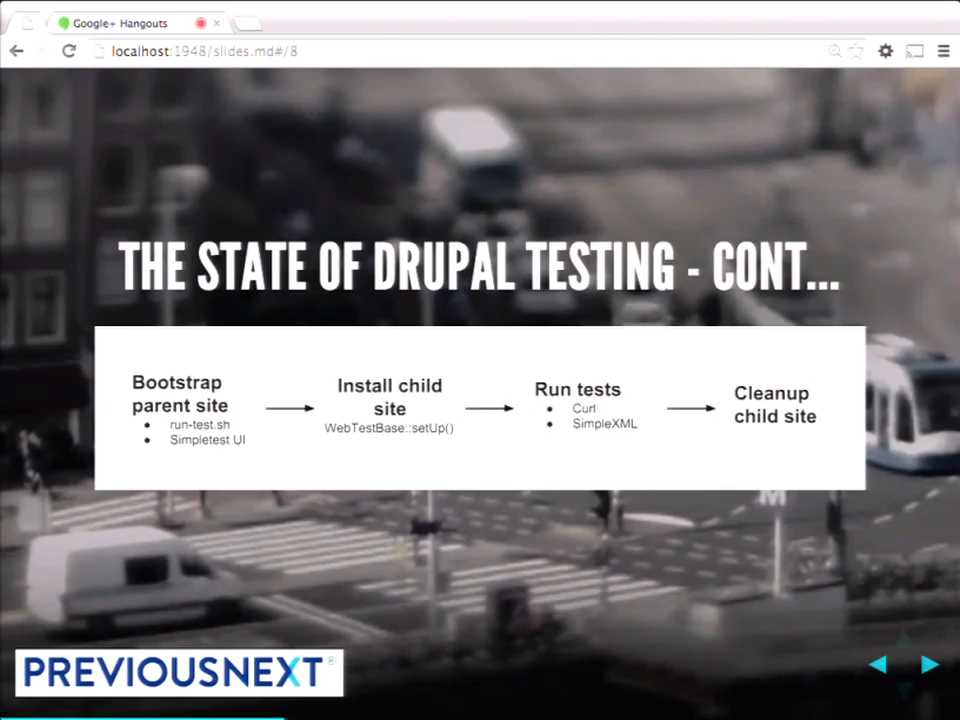 Google+ Hangouts
localhost:1948/slides.md#/8
THE STATE OF DRUPAL TESTING - CONT...
Bootstrap
parent site
run-test.sh
Simpletest UI
Install child
site
WebTestBase::setUp()
Run tests
Curl
SimpleXML
Cleanup
child site
M
PREVIOUSNEXT®